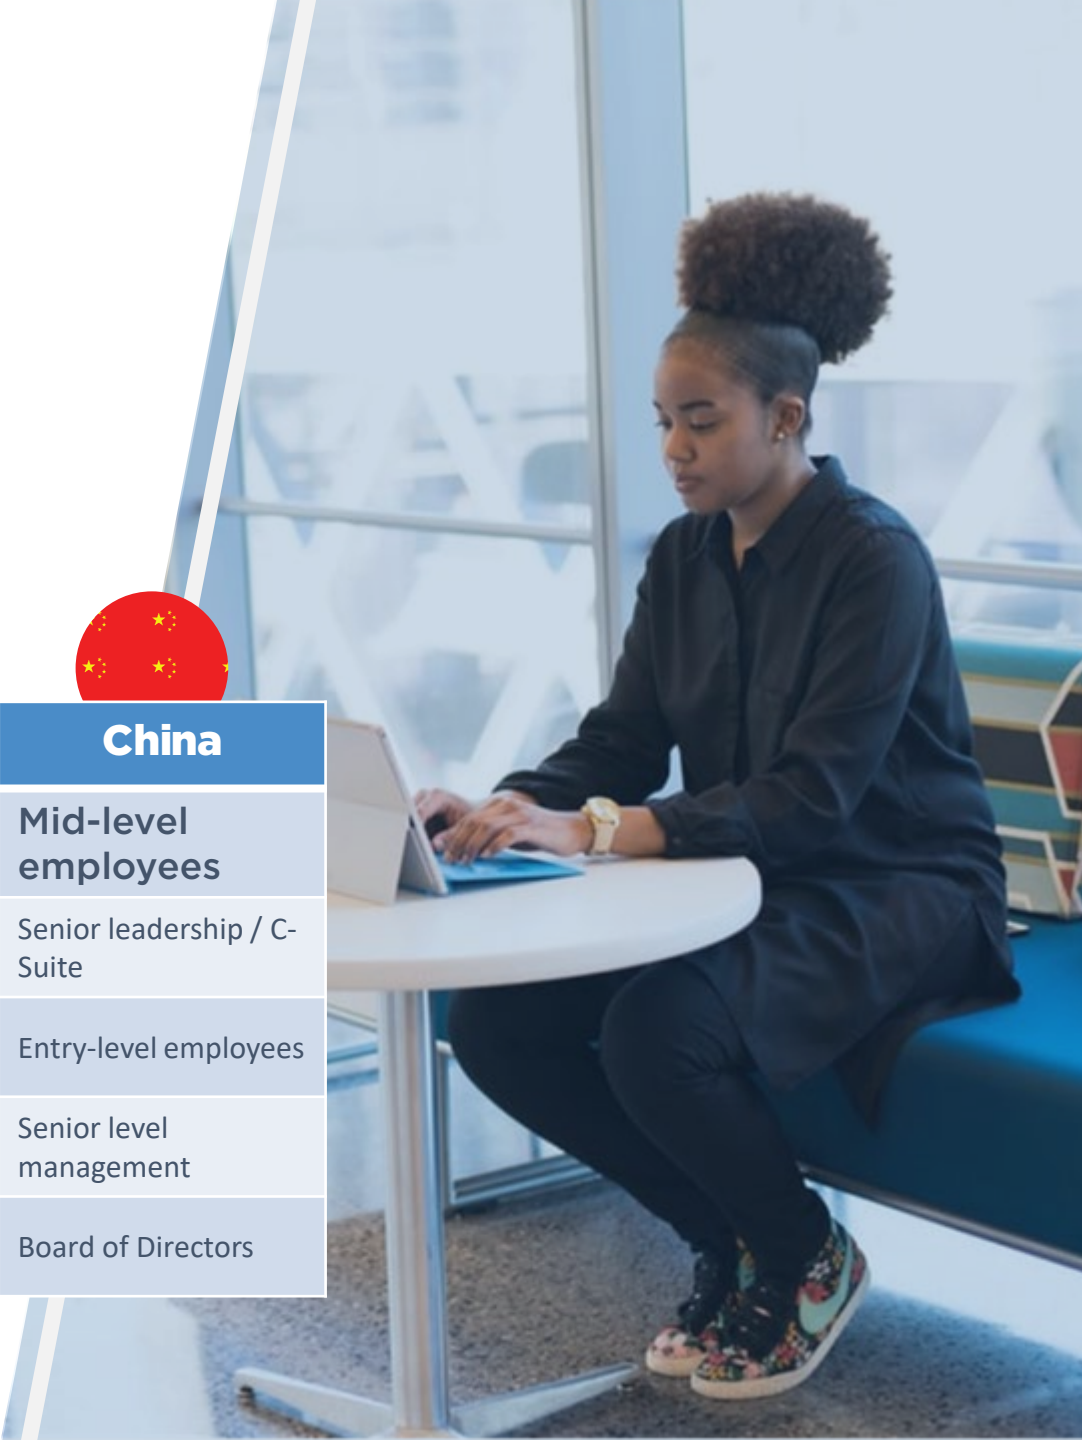 China
Mid-level
employees
Senior leadership / C-
Suite
Entry-level employees
Senior level
management
Board of Directors